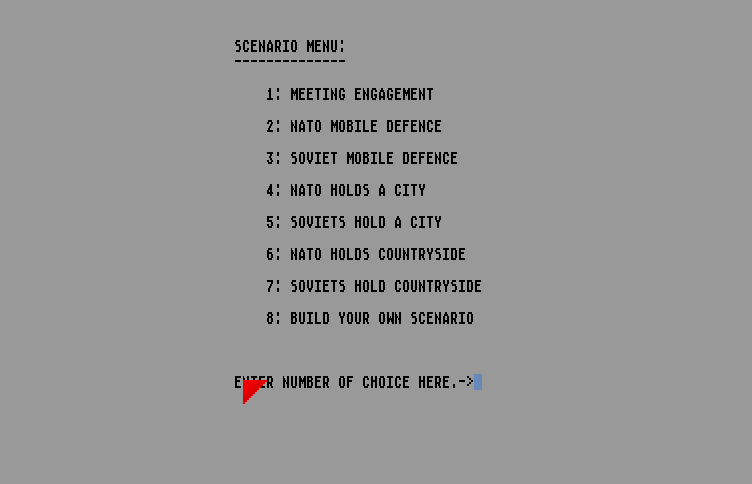 SCENARIO MENU:
---------------
1: MEETING ENGAGEMENT
2: NATO MOBILE DEFENCE
3: SOVIET MOBILE DEFENCE
4: NATO HOLDS A CITY
5: SOVIETS HOLD A CITY
6: NATO HOLDS COUNTRYSIDE
7: SOVIETS HOLD COUNTRYSIDE
8: BUILD YOUR OWN SCENARIO
ENTER NUMBER OF CHOICE HERE.->